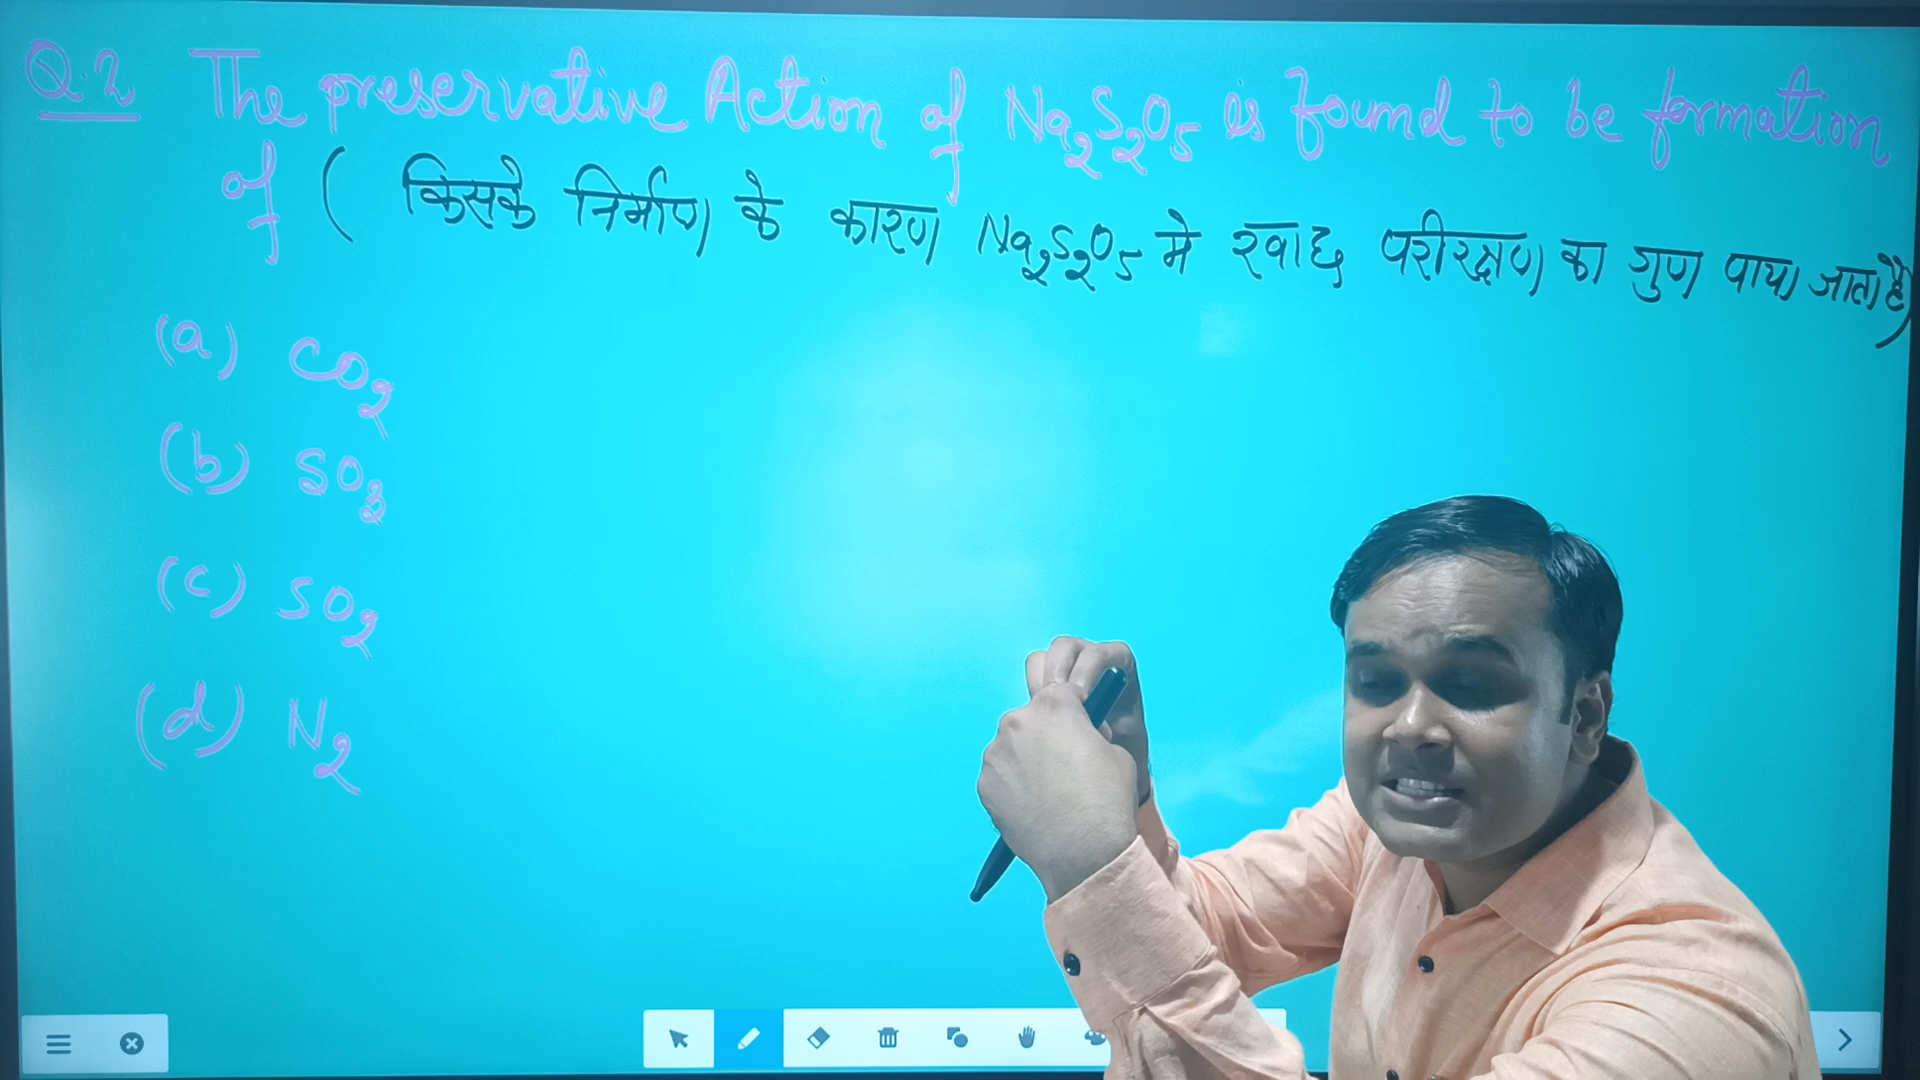 Q.2 The preservative Action of Na₂S₂O₅ is found to be formation
of ( किसके निर्माण के कारण Na₂S₂O₅ मे खाद्य परीरक्षण का गुण पाया जाता है)
(a) CO₂
(b) SO₃
(c) SO₂
(d) N₂